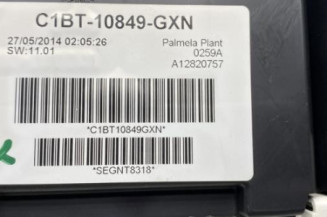 C1BT-10849-GXN
27/05/2014 02:05:26 Palmela Plant
SW:11.01 0259A
A12820757
*C1BT10849GXN*
*SEGNT8318*